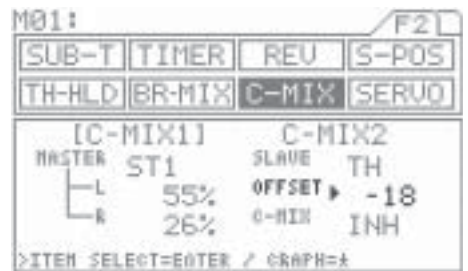 M01: F2
SUB-T TIMER REV S-POS
TH-HLD BR-MIX C-MIX SERVO
[C-MIX1] C-MIX2
MASTER ST1 SLAVE TH
L 55% OFFSET▶ -18
R 26% C-MIX INH
>ITEM SELECT=ENTER / GRAPH=±